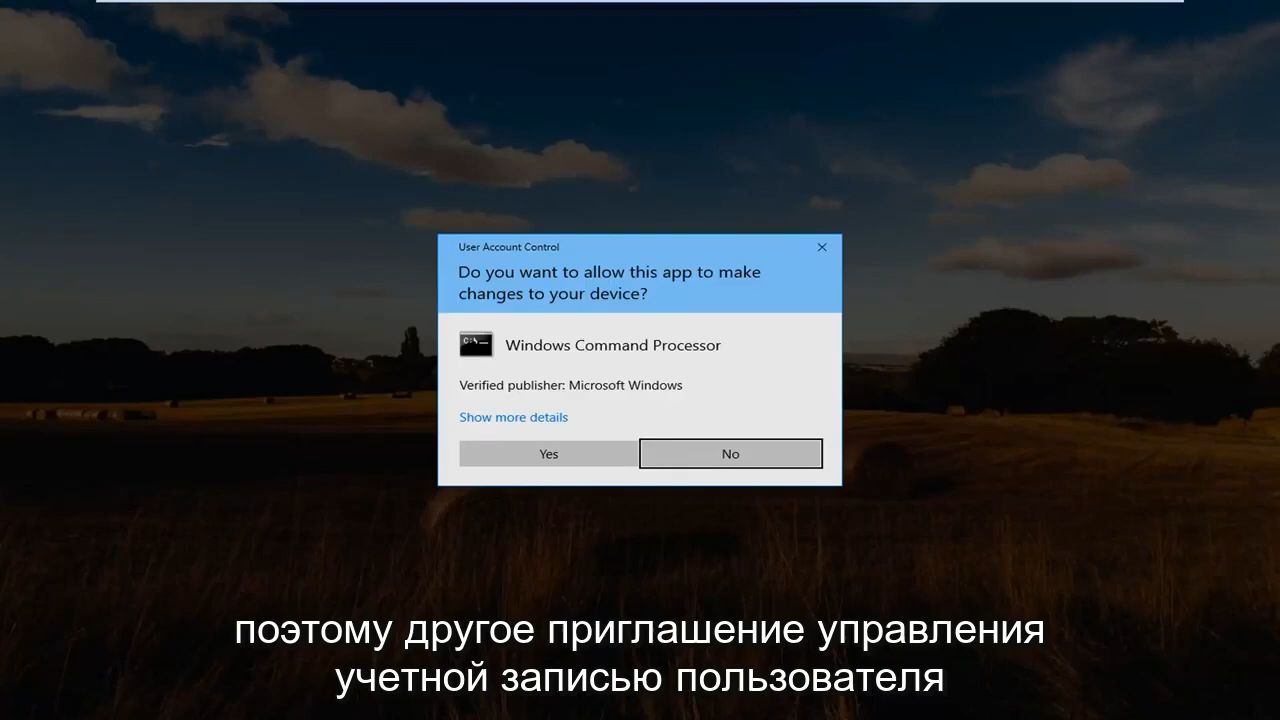 User Account Control
Do you want to allow this app to make
changes to your device?
C:\
Windows Command Processor
Verified publisher: Microsoft Windows
Show more details
Yes
No
поэтому другое приглашение управления
учетной записью пользователя